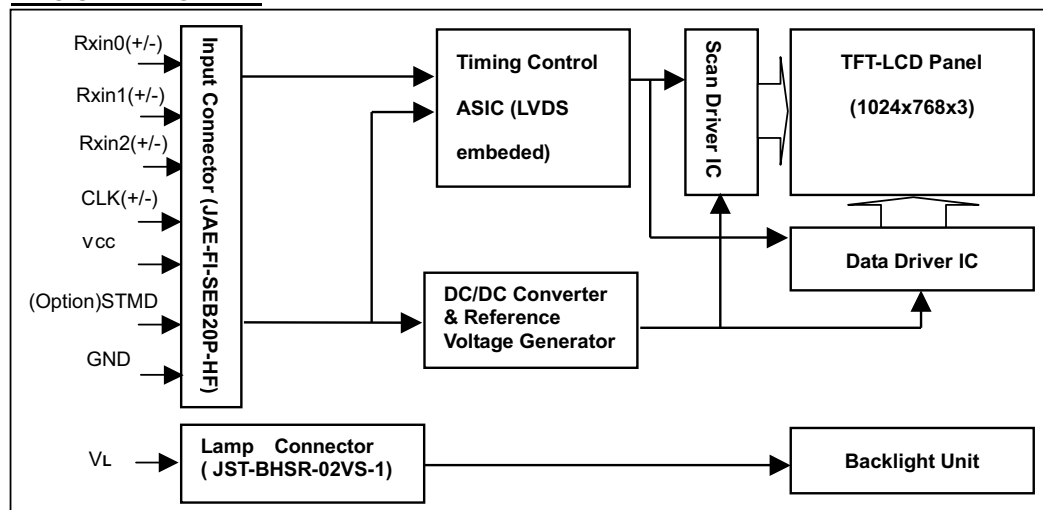 Rxin0(+/-)
Rxin1(+/-)
Rxin2(+/-)
CLK(+/-)
vcc
(Option)STMD
GND
VL
Input Connector (JAE-FI-SEB20P-HF)
Timing Control
ASIC (LVDS
embeded)
Scan Driver IC
TFT-LCD Panel
(1024x768x3)
Data Driver IC
DC/DC Converter
& Reference
Voltage Generator
Lamp Connector
( JST-BHSR-02VS-1)
Backlight Unit